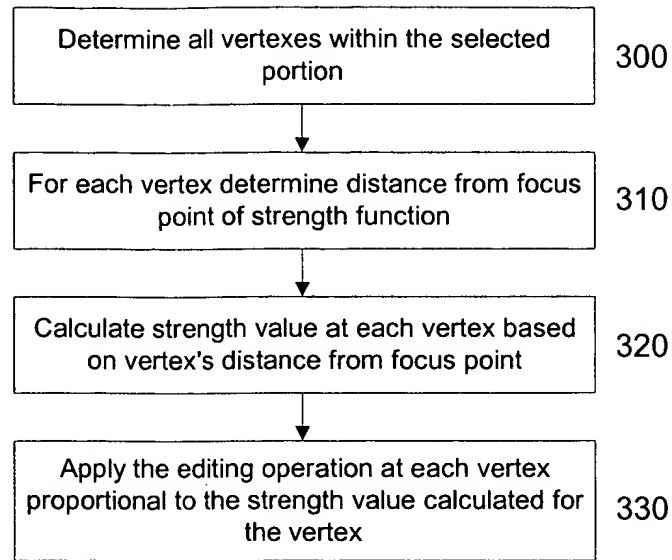 Determine all vertexes within the selected
portion
300
For each vertex determine distance from focus
point of strength function
310
Calculate strength value at each vertex based
on vertex's distance from focus point
320
Apply the editing operation at each vertex
proportional to the strength value calculated for
the vertex
330